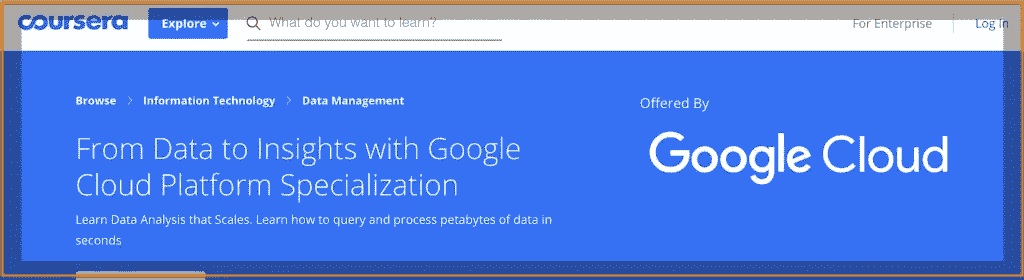 coursera Explore What do you want to learn? For Enterprise Log In
Browse Information Technology Data Management
Offered By
Google Cloud
From Data to Insights with Google
Cloud Platform Specialization
Learn Data Analysis that Scales. Learn how to query and process petabytes of data in
seconds